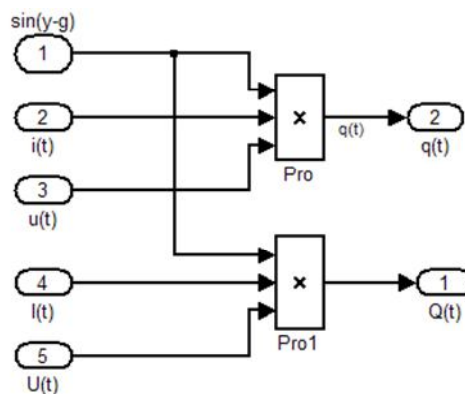 sin(y-g)
1
2
i(t)
3
u(t)
×
Pro
q(t)
2
q(t)
4
I(t)
5
U(t)
×
Pro1
1
Q(t)